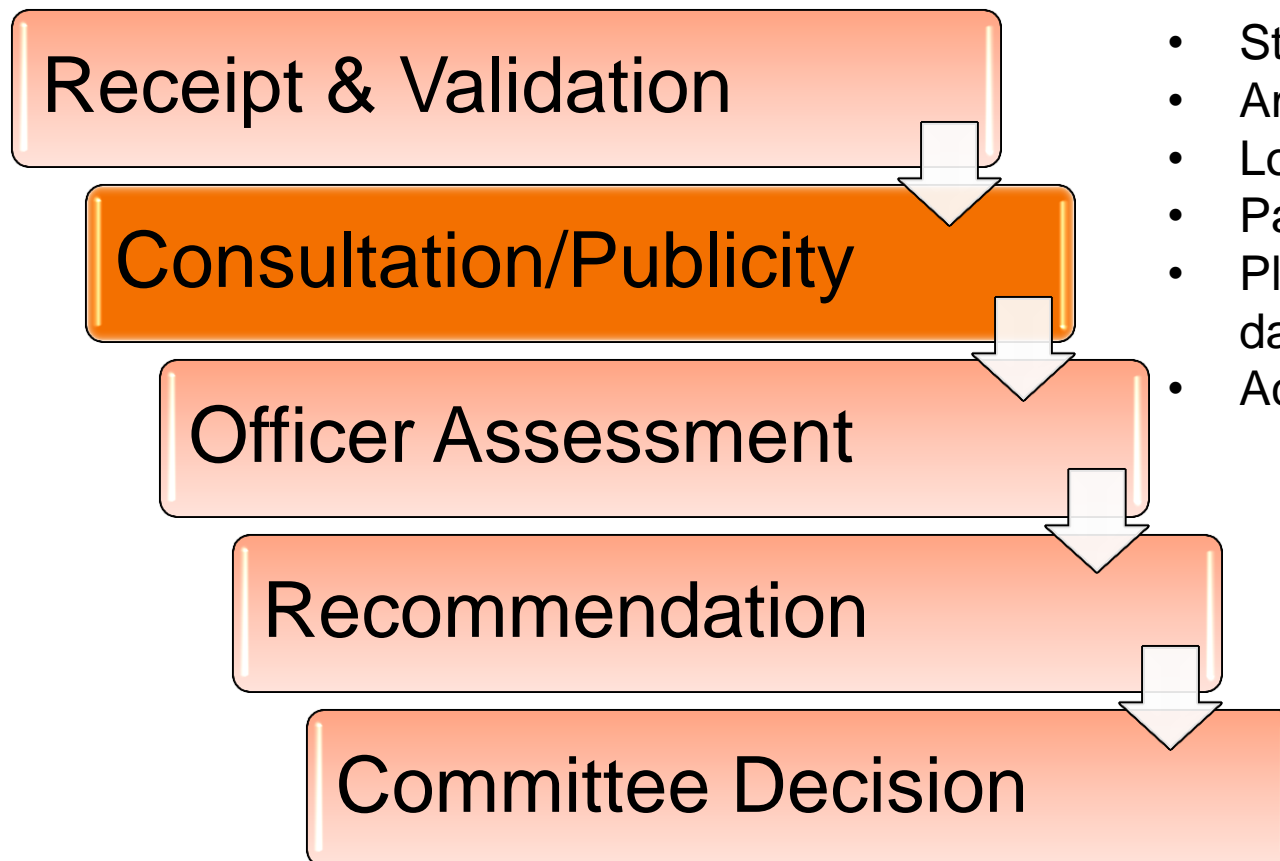 Receipt & Validation
Consultation/Publicity
Officer Assessment
Recommendation
Committee Decision